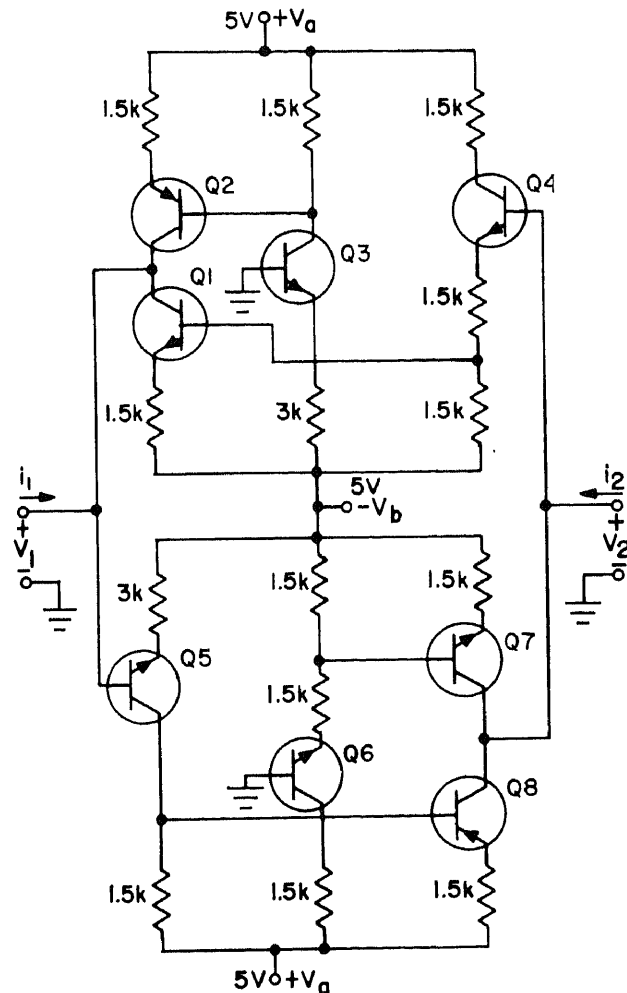 5V +Va
1.5k 1.5k 1.5k
Q2 Q4
Q3
Q1
1.5k
1.5k 3k 1.5k
i1 5V i2
-Vb
+ +
V1 V2
- -
3k 1.5k 1.5k
Q5 Q7
1.5k
Q6
Q8
1.5k 1.5k 1.5k
5V +Va